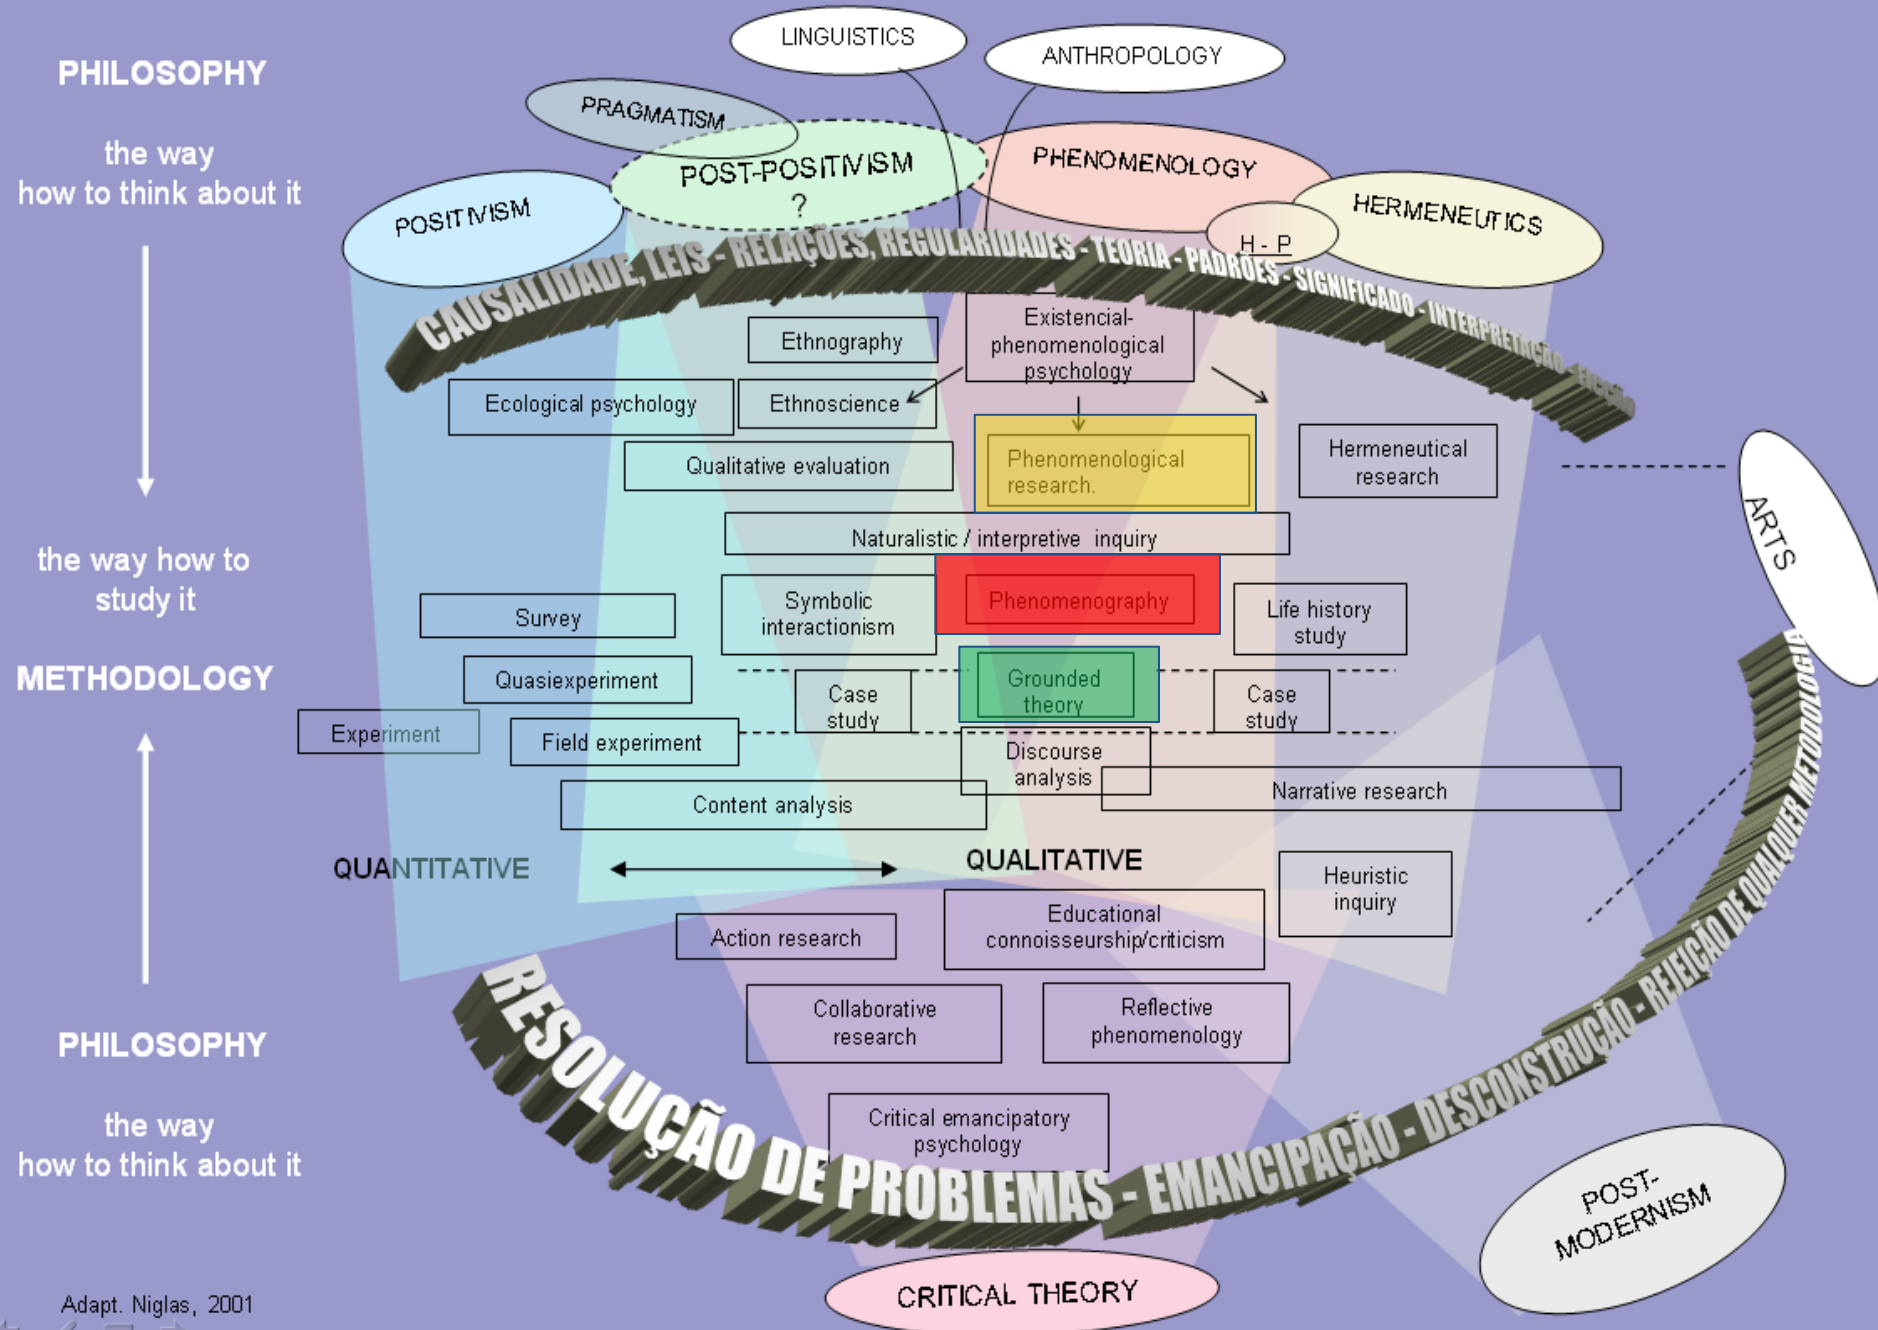 LINGUISTICS
ANTHROPOLOGY
PHILOSOPHY
PRAGMATISM
the way
how to think about it
POST-POSITIVISM
?
PHENOMENOLOGY
POSITIVISM
HERMENEUTICS
H - P
CAUSALIDADE, LEIS - RELAÇÕES, REGULARIDADES - TEORIA - PADRÕES - SIGNIFICADO - INTERPRETAÇÃO - FICÇÃO
Existencial-
phenomenological
psychology
Ethnography
Ecological psychology
Ethnoscience
Qualitative evaluation
Phenomenological
research.
Hermeneutical
research
ARTS
Naturalistic / interpretive inquiry
the way how to
study it
Survey
Symbolic
interactionism
Phenomenography
Life history
study
METHODOLOGY
Quasiexperiment
Case
study
Grounded
theory
Case
study
Experiment
Field experiment
Discourse
analysis
Content analysis
Narrative research
QUANTITATIVE
QUALITATIVE
Heuristic
inquiry
Action research
Educational
connoisseurship/criticism
Collaborative
research
Reflective
phenomenology
PHILOSOPHY
the way
how to think about it
Critical emancipatory
psychology
RESOLUÇÃO DE PROBLEMAS - EMANCIPAÇÃO - DESCONSTRUÇÃO - REJEIÇÃO DE QUALQUER METODOLOGIA
POST-
MODERNISM
CRITICAL THEORY
Adapt. Niglas, 2001